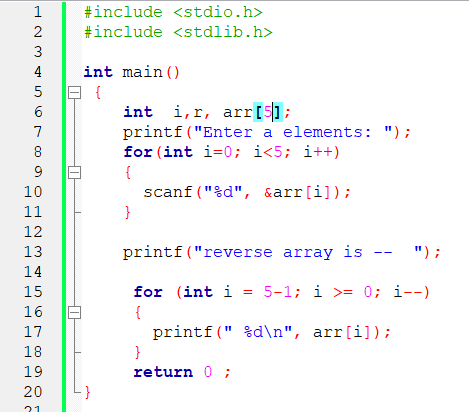 1 #include <stdio.h>
2 #include <stdlib.h>
3
4 int main()
5 {
6 int  i,r, arr[5];
7 printf("Enter a elements: ");
8 for(int i=0; i<5; i++)
9 {
10 scanf("%d", &arr[i]);
11 }
12
13 printf("reverse array is --  ");
14
15 for (int i = 5-1; i >= 0; i--)
16 {
17 printf(" %d\n", arr[i]);
18 }
19 return 0 ;
20 }
21